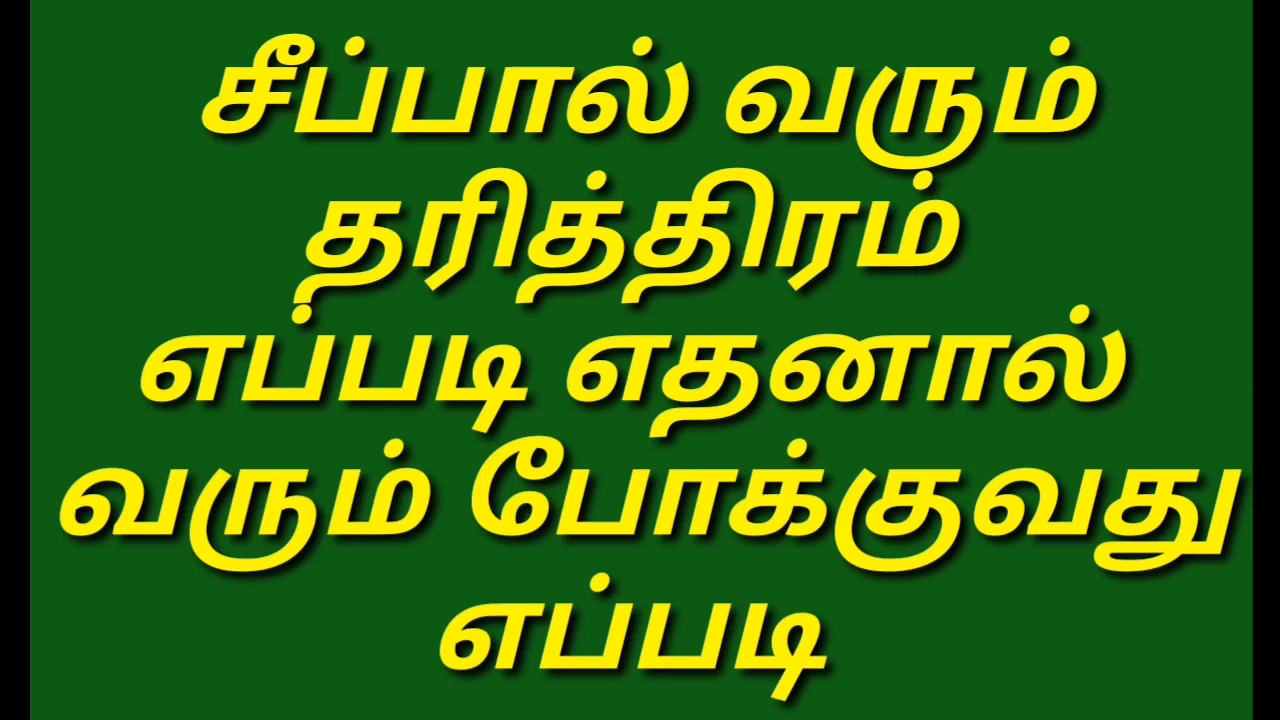 சீப்பால் வரும்
தரித்திரம்
எப்படி எதனால்
வரும் போக்குவது
எப்படி